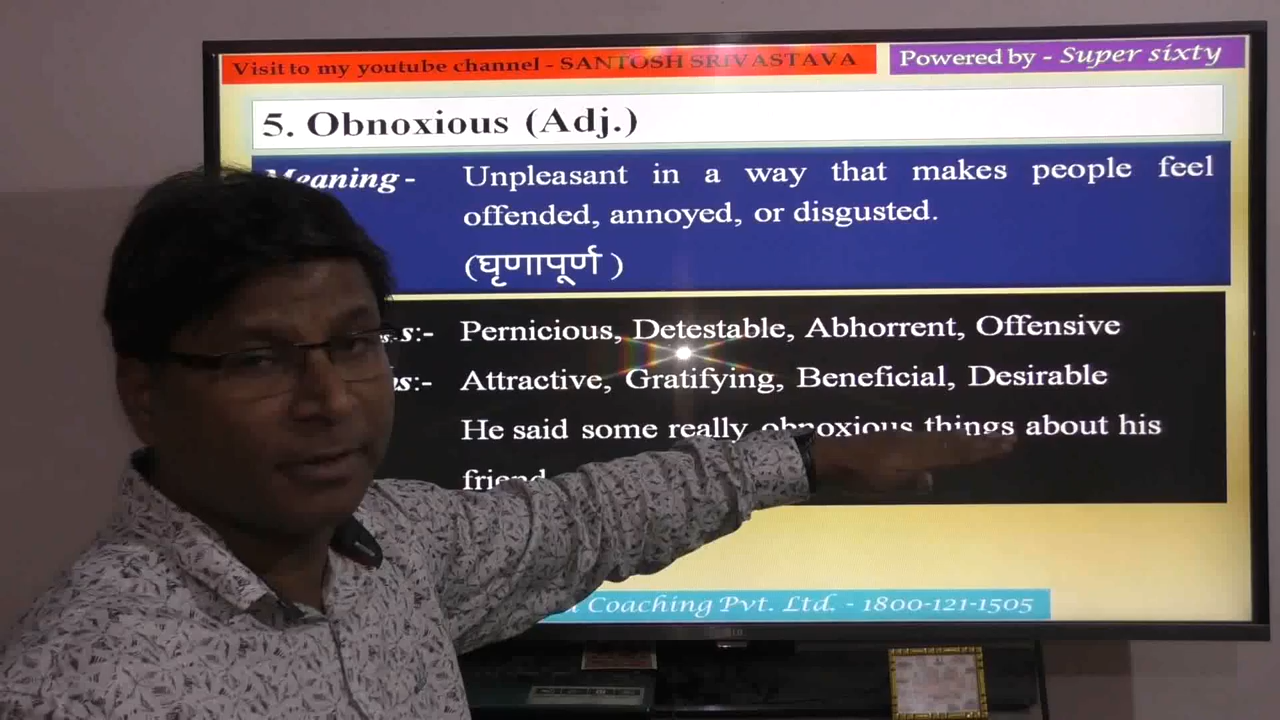 Visit to my youtube channel - SANTOSH SRIVASTAVA
Powered by - Super sixty
5. Obnoxious (Adj.)
Meaning - Unpleasant in a way that makes people feel
offended, annoyed, or disgusted.
(घृणापूर्ण )
s:- Pernicious, Detestable, Abhorrent, Offensive
s:- Attractive, Gratifying, Beneficial, Desirable
He said some really obnoxious things about his
friend
Coaching Pvt. Ltd. - 1800-121-1505